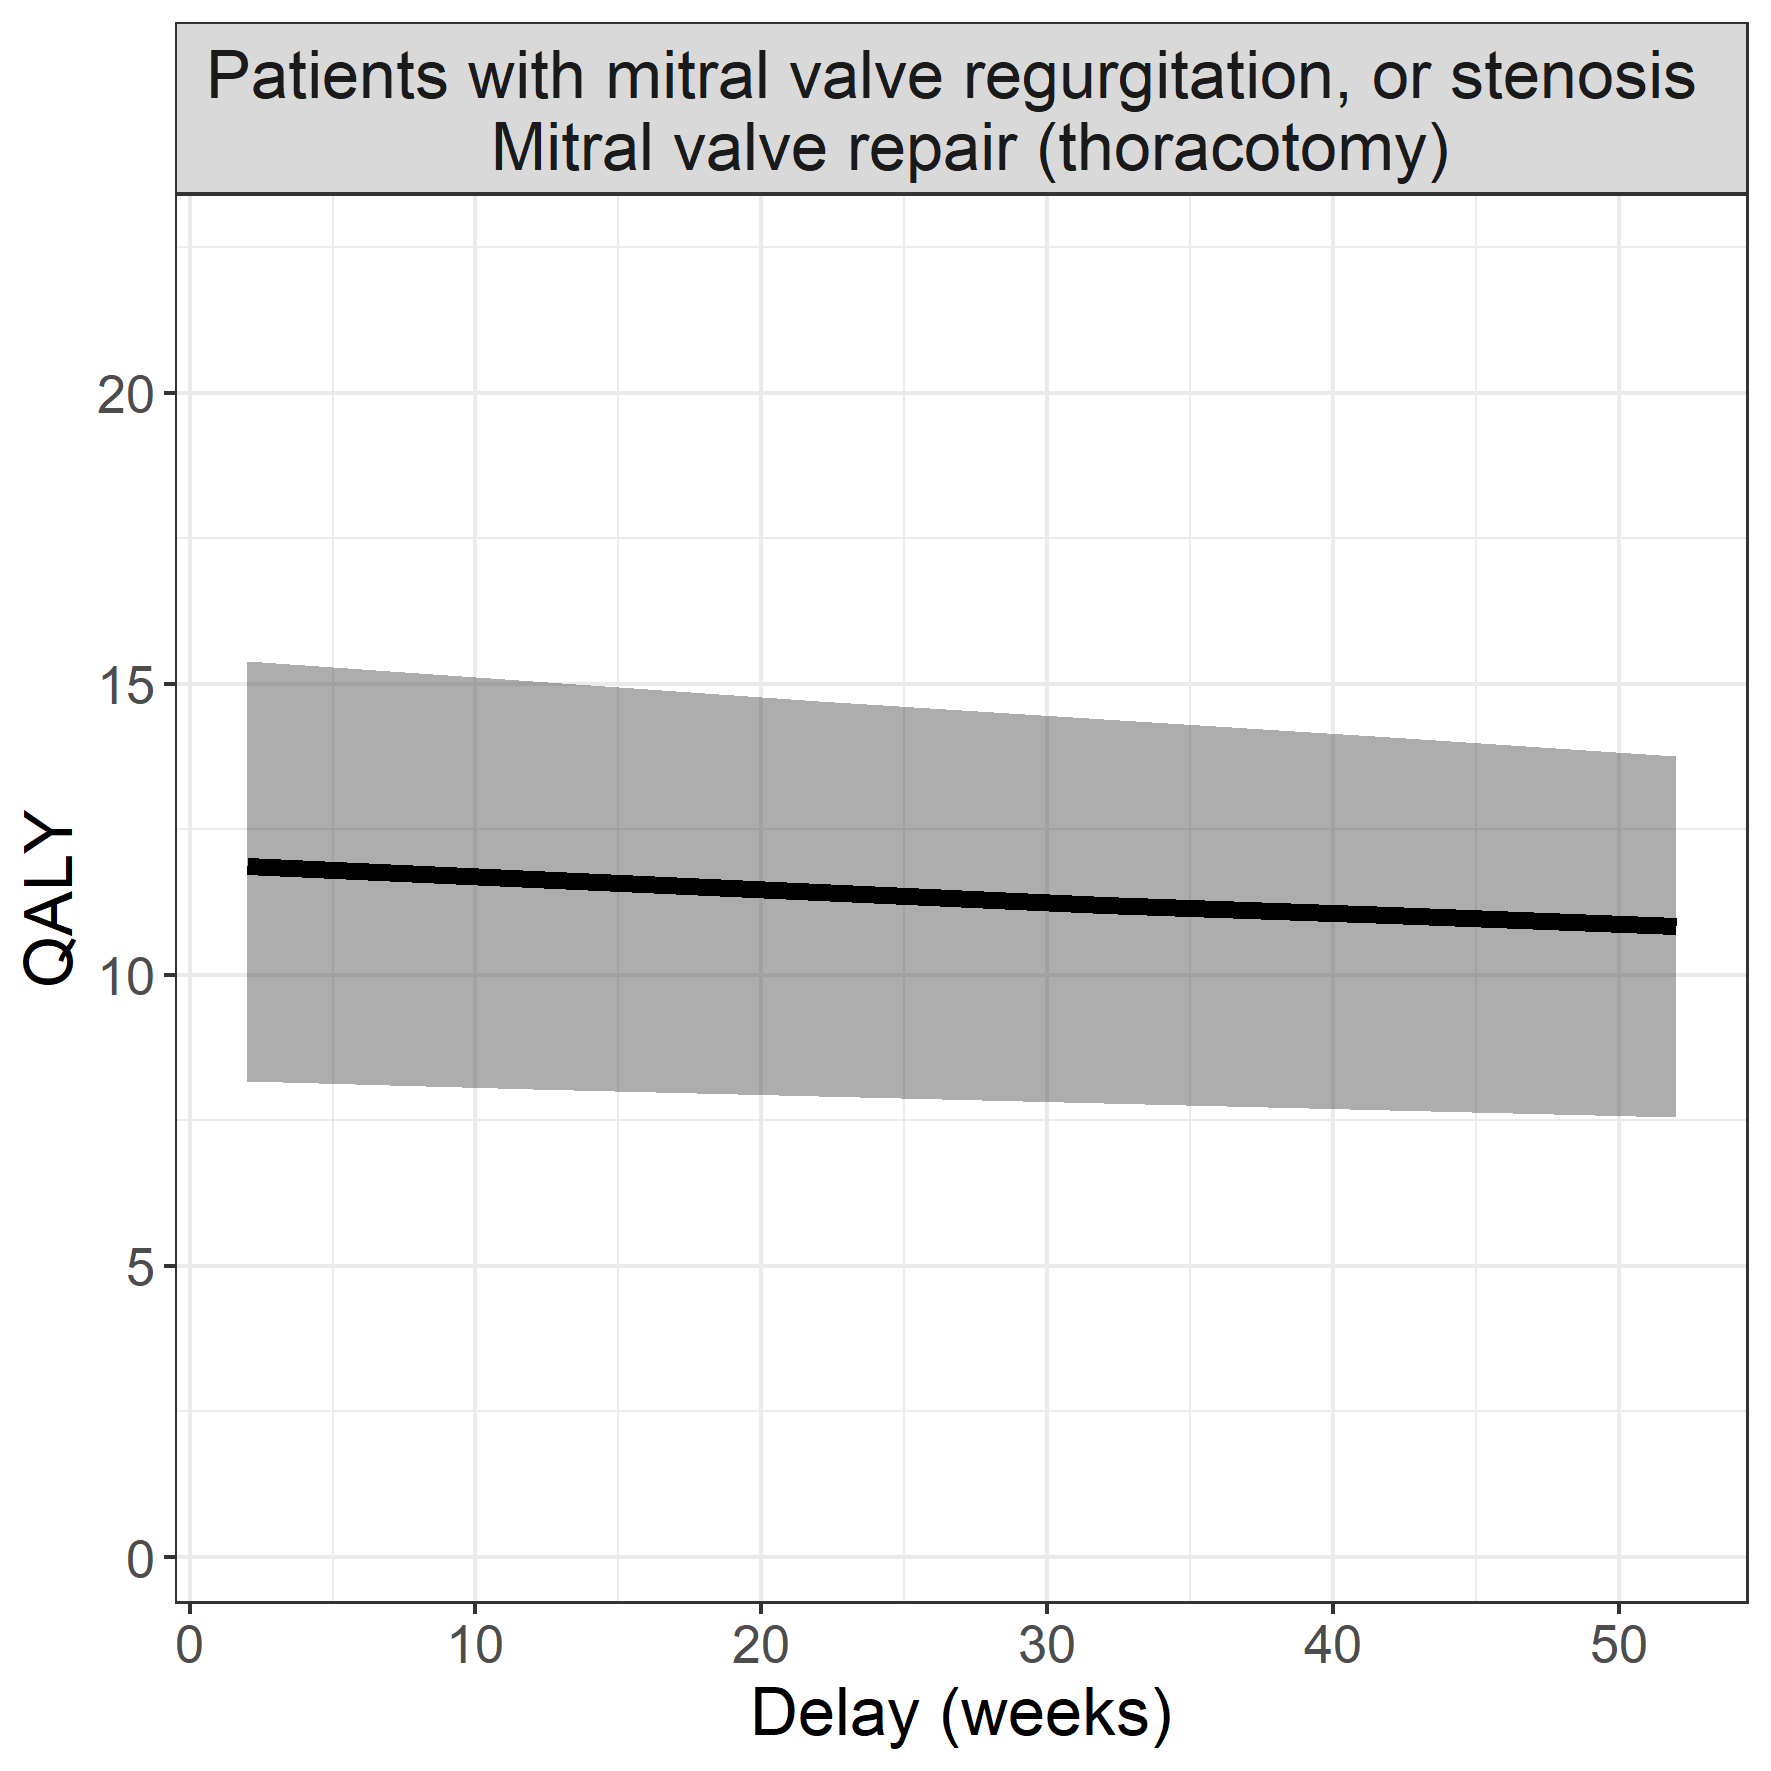 Patients with mitral valve regurgitation, or stenosis
Mitral valve repair (thoracotomy)
QALY
20
15
10
5
0
0 10 20 30 40 50
Delay (weeks)